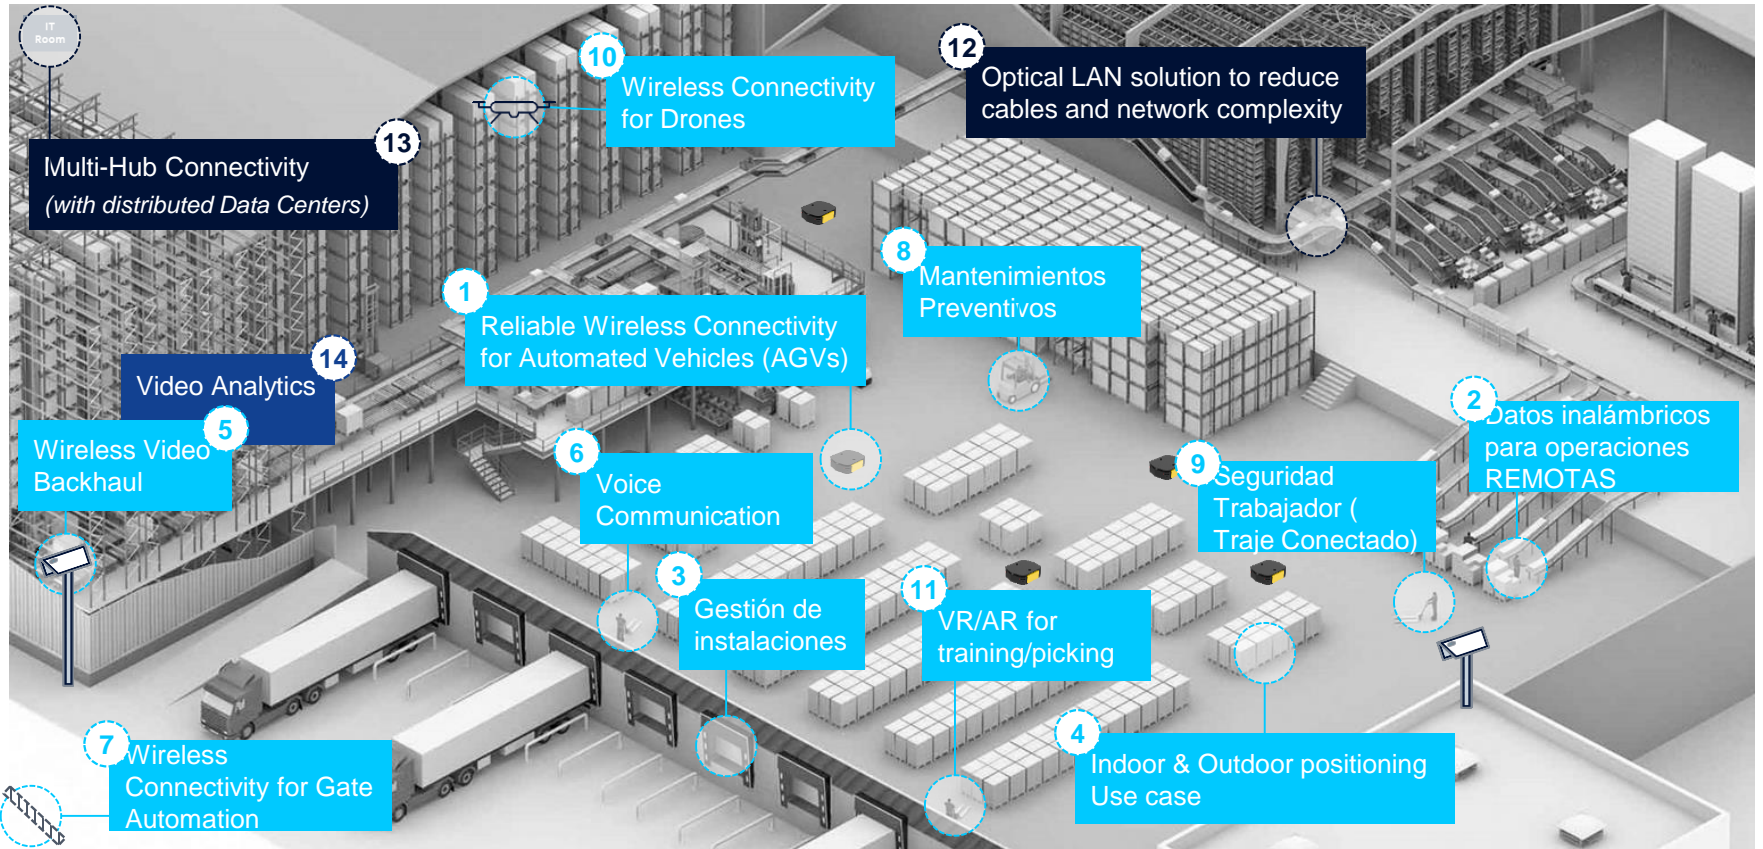 IT
Room
10
Wireless Connectivity
for Drones
12
Optical LAN solution to reduce
cables and network complexity
13
Multi-Hub Connectivity
(with distributed Data Centers)
8
Mantenimientos
Preventivos
1
Reliable Wireless Connectivity
for Automated Vehicles (AGVs)
14
Video Analytics
5
Wireless Video
Backhaul
2
Datos inalámbricos
para operaciones
REMOTAS
6
Voice
Communication
9
Seguridad
Trabajador (
Traje Conectado)
3
Gestión de
instalaciones
11
VR/AR for
training/picking
7
Wireless
Connectivity for Gate
Automation
4
Indoor & Outdoor positioning
Use case